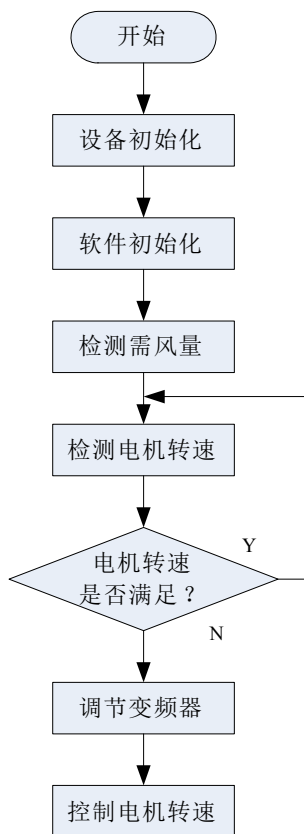 开始
设备初始化
软件初始化
检测需风量
检测电机转速
电机转速
是否满足？
Y
N
调节变频器
控制电机转速